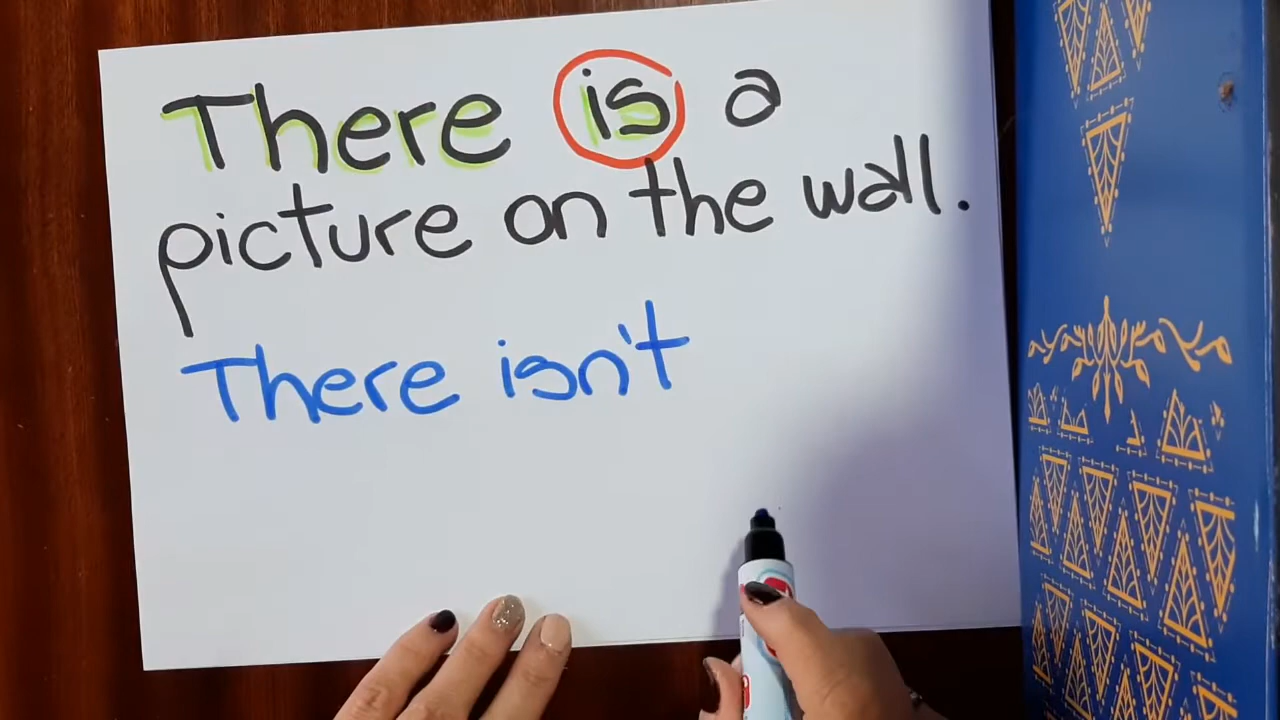 There is a
picture on the wall.
There isn't